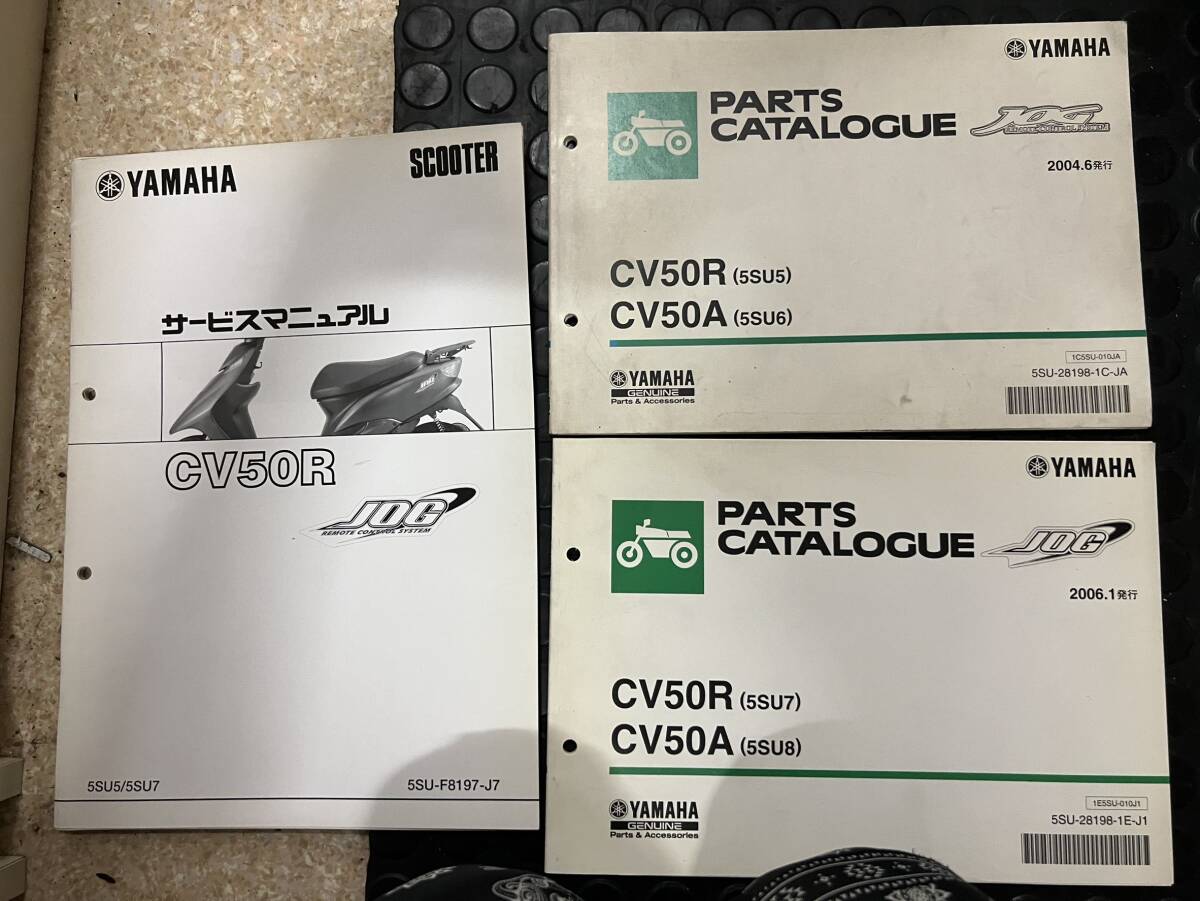 YAMAHA
SCOOTER
サービスマニュアル
CV50R
JOG
REMOTE CONTROL SYSTEM
5SU5/5SU7
5SU-F8197-J7
YAMAHA
PARTS
CATALOGUE
JOG
REMOTE CONTROL SYSTEM
2004.6発行
CV50R (5SU5)
CV50A (5SU6)
1C5SU-010JA
5SU-28198-1C-JA
YAMAHA
GENUINE
Parts & Accessories
YAMAHA
PARTS
CATALOGUE
JOG
2006.1発行
CV50R (5SU7)
CV50A (5SU8)
1E5SU-010J1
5SU-28198-1E-J1
YAMAHA
GENUINE
Parts & Accessories